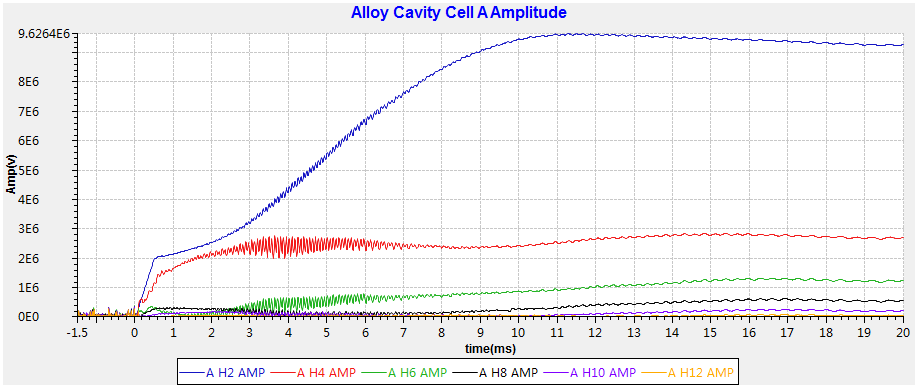 Alloy Cavity Cell A Amplitude
9.6264E6
8E6
7E6
6E6
5E6
4E6
3E6
2E6
1E6
0E0
Amp(v)
-1.5 -1 0 1 2 3 4 5 6 7 8 9 10 11 12 13 14 15 16 17 18 20
time(ms)
A H2 AMP A H4 AMP A H6 AMP A H8 AMP A H10 AMP A H12 AMP